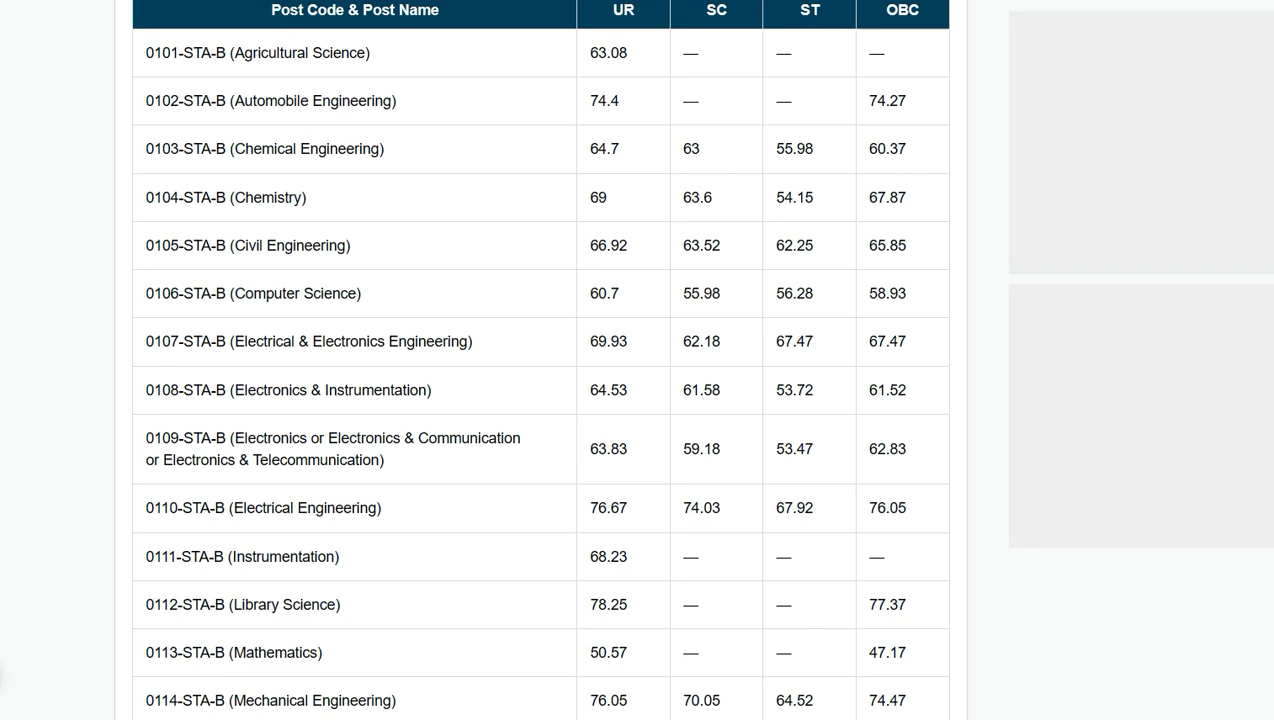 Post Code & Post Name UR SC ST OBC
0101-STA-B (Agricultural Science) 63.08 — — —
0102-STA-B (Automobile Engineering) 74.4 — — 74.27
0103-STA-B (Chemical Engineering) 64.7 63 55.98 60.37
0104-STA-B (Chemistry) 69 63.6 54.15 67.87
0105-STA-B (Civil Engineering) 66.92 63.52 62.25 65.85
0106-STA-B (Computer Science) 60.7 55.98 56.28 58.93
0107-STA-B (Electrical & Electronics Engineering) 69.93 62.18 67.47 67.47
0108-STA-B (Electronics & Instrumentation) 64.53 61.58 53.72 61.52
0109-STA-B (Electronics or Electronics & Communication
or Electronics & Telecommunication) 63.83 59.18 53.47 62.83
0110-STA-B (Electrical Engineering) 76.67 74.03 67.92 76.05
0111-STA-B (Instrumentation) 68.23 — — —
0112-STA-B (Library Science) 78.25 — — 77.37
0113-STA-B (Mathematics) 50.57 — — 47.17
0114-STA-B (Mechanical Engineering) 76.05 70.05 64.52 74.47